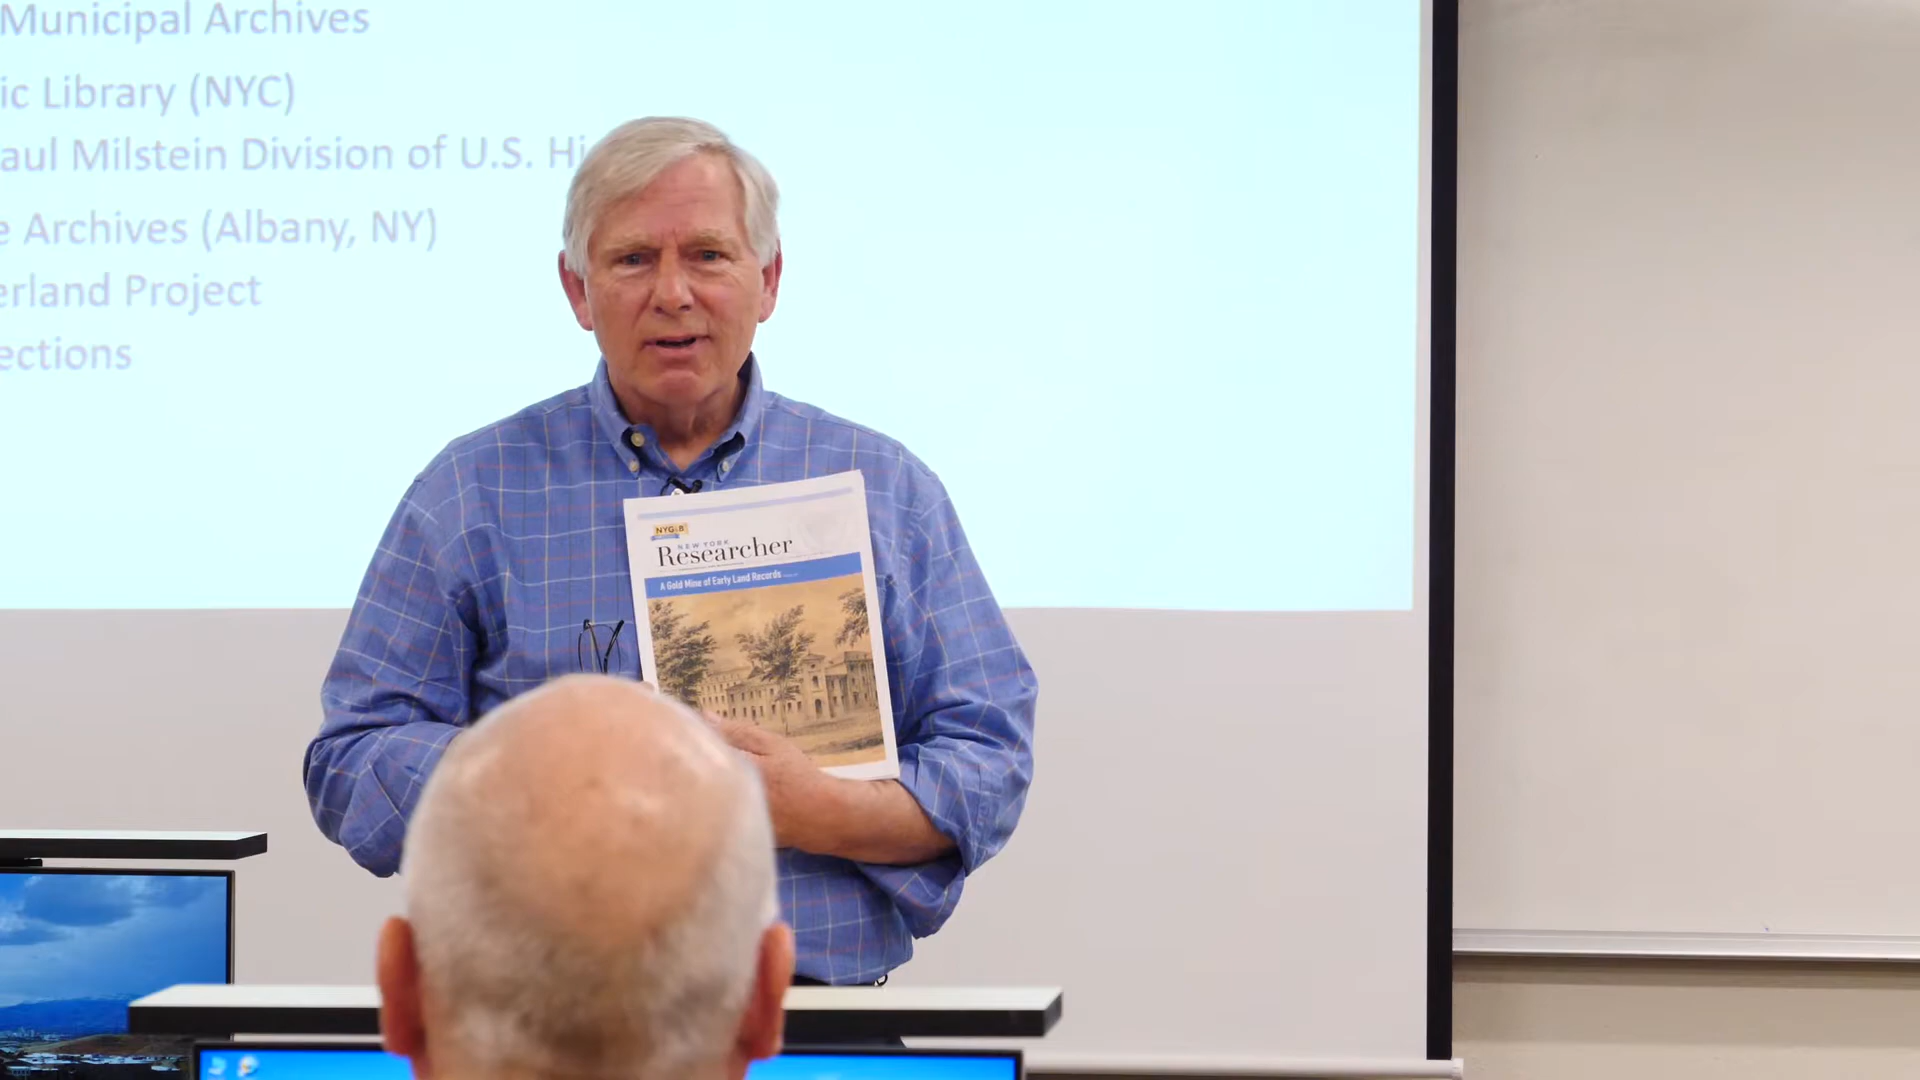 Municipal Archives
ic Library (NYC)
aul Milstein Division of U.S. Hi
e Archives (Albany, NY)
erland Project
ections
NYG&B
NEW YORK
Researcher
A Gold Mine of Early Land Records